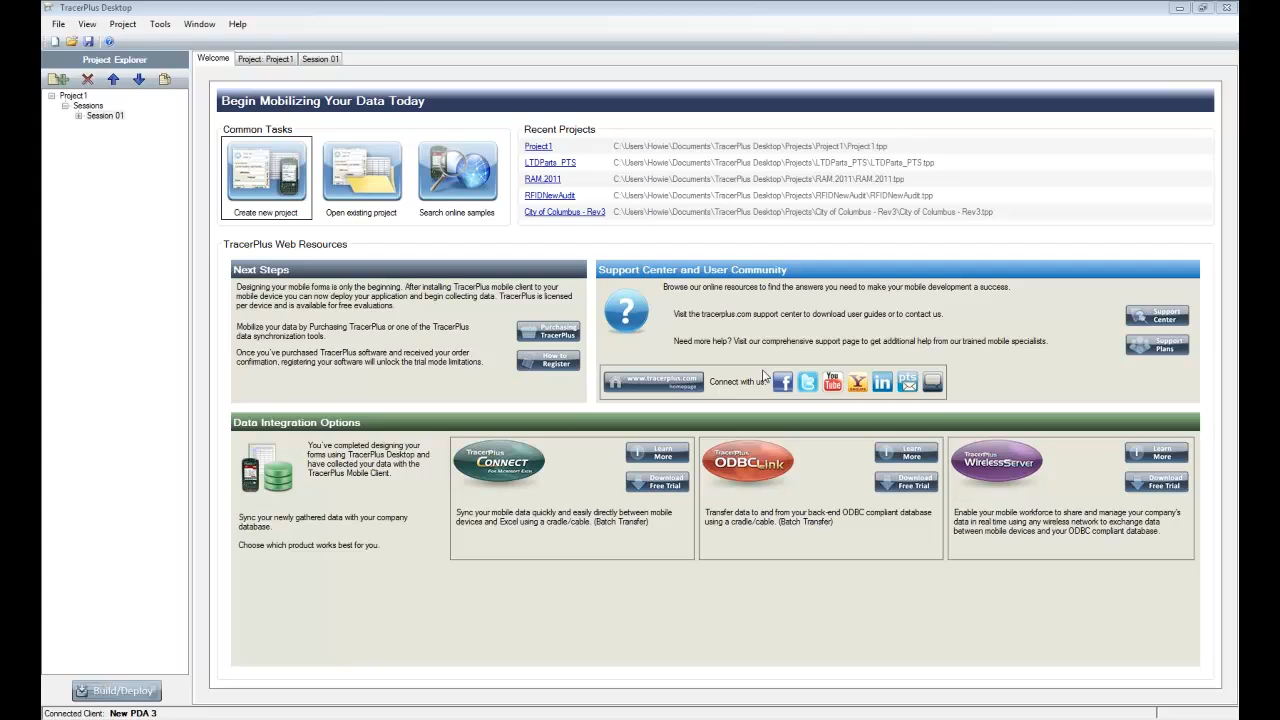 TracerPlus Desktop
File View Project Tools Window Help
Project Explorer
Project1
Sessions
Session 01
Build/Deploy
Connected Client: New PDA 3
Welcome Project: Project1 Session 01
Begin Mobilizing Your Data Today
Common Tasks
Create new project
Open existing project
Search online samples
Recent Projects
Project1 C:\Users\Howie\Documents\TracerPlus Desktop\Projects\Project1\Project1.tpp
LTDParts_PTS C:\Users\Howie\Documents\TracerPlus Desktop\Projects\LTDParts_PTS\LTDParts_PTS.tpp
RAM.2011 C:\Users\Howie\Documents\TracerPlus Desktop\Projects\RAM.2011\RAM.2011.tpp
RFIDNewAudit C:\Users\Howie\Documents\TracerPlus Desktop\Projects\RFIDNewAudit\RFIDNewAudit.tpp
City of Columbus - Rev3 C:\Users\Howie\Documents\TracerPlus Desktop\Projects\City of Columbus - Rev3\City of Columbus - Rev3.tpp
TracerPlus Web Resources
Next Steps
Designing your mobile forms is only the beginning. After installing TracerPlus mobile client to your
mobile device you can now deploy your application and begin collecting data. TracerPlus is licensed
per device and is available for free evaluations.
Mobilize your data by Purchasing TracerPlus or one of the TracerPlus
data synchronization tools.
Purchasing
TracerPlus
Once you've purchased TracerPlus software and received your order
confirmation, registering your software will unlock the trial mode limitations.
How to
Register
Support Center and User Community
Browse our online resources to find the answers you need to make your mobile development a success.
?
Visit the tracerplus.com support center to download user guides or to contact us.
Support
Center
Need more help? Visit our comprehensive support page to get additional help from our trained mobile specialists.
Support
Plans
www.tracerplus.com
homepage
Connect with us
f
t
You
Tube
Y
in
pts
Data Integration Options
You've completed designing your
forms using TracerPlus Desktop and
have collected your data with the
TracerPlus Mobile Client.
Sync your newly gathered data with your company
database.
Choose which product works best for you.
TracerPlus
CONNECT
FOR MICROSOFT EXCEL
Learn
More
Download
Free Trial
Sync your mobile data quickly and easily directly between mobile
devices and Excel using a cradle/cable. (Batch Transfer)
TracerPlus
ODBC Link
Learn
More
Download
Free Trial
Transfer data to and from your back-end ODBC compliant database
using a cradle/cable. (Batch Transfer)
TracerPlus
WirelessServer
Learn
More
Download
Free Trial
Enable your mobile workforce to share and manage your company's
data in real time using any wireless network to exchange data
between mobile devices and your ODBC compliant database.